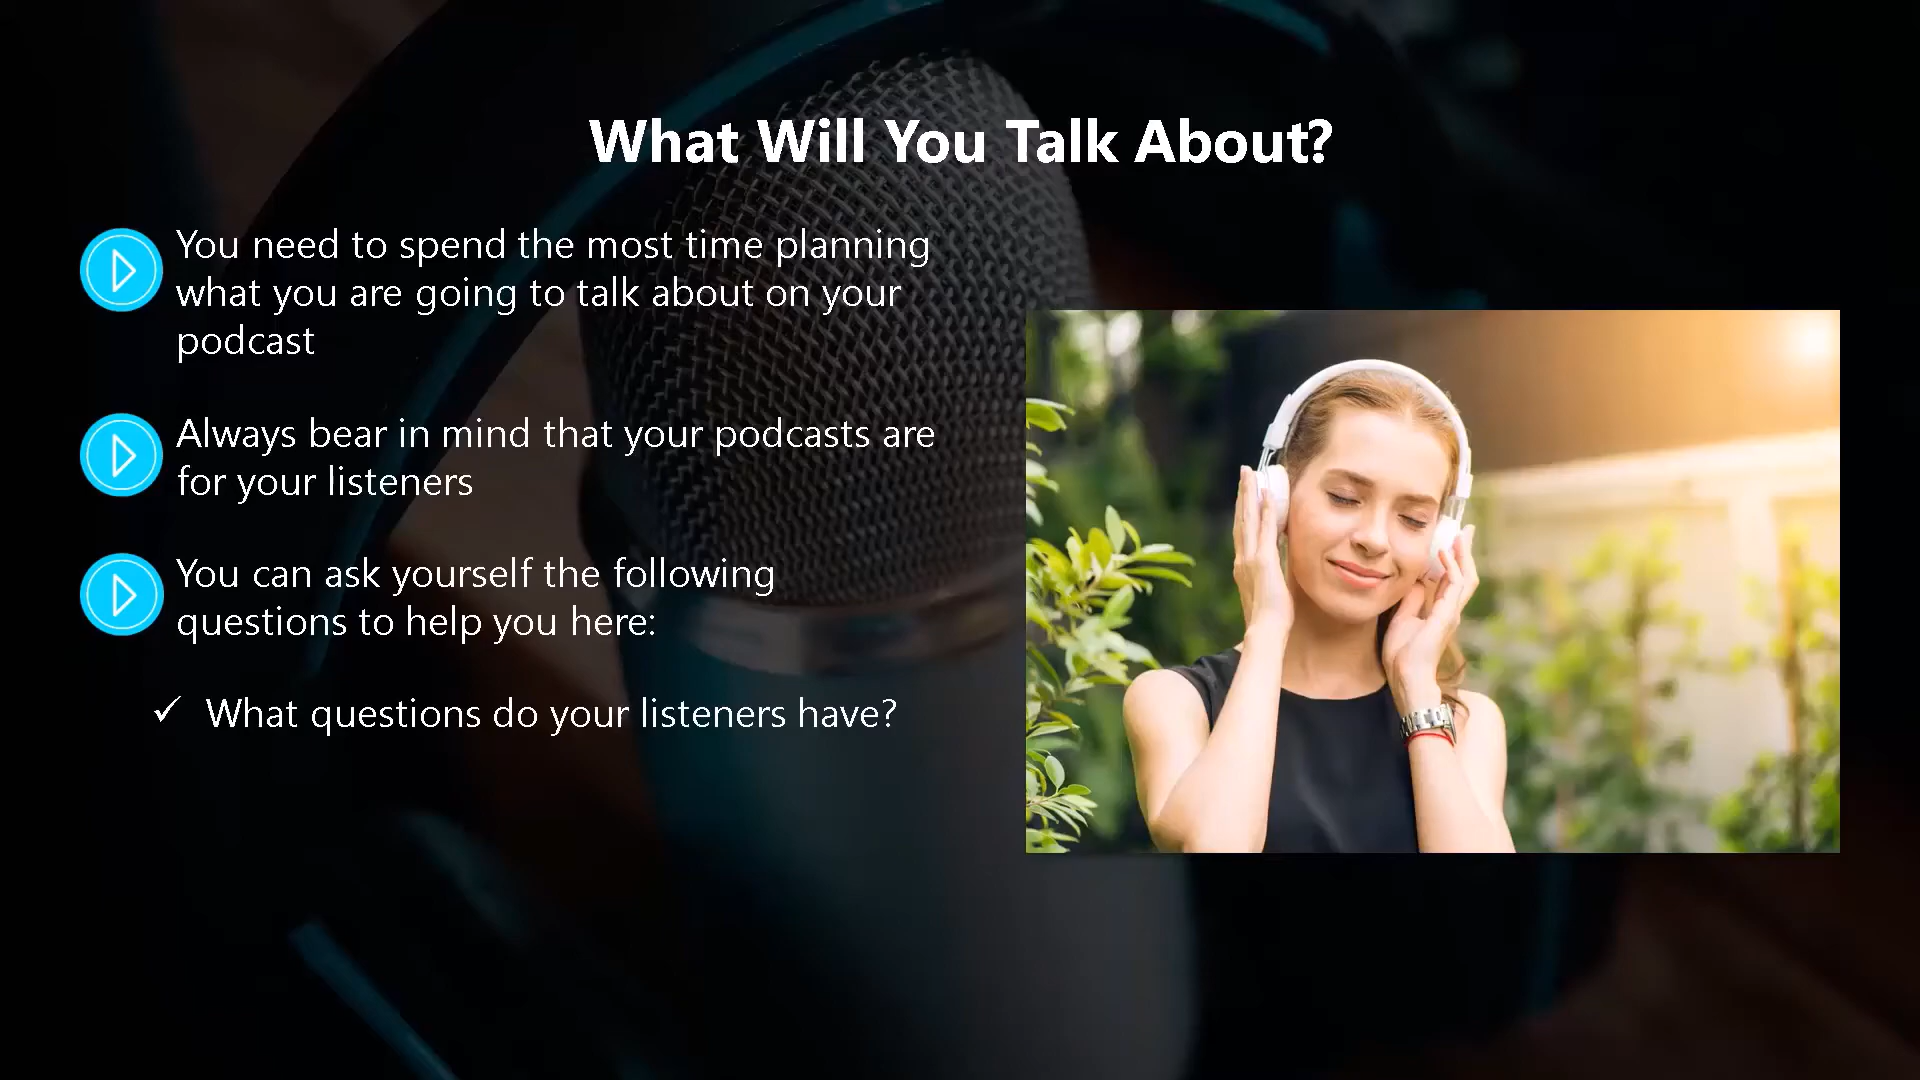 What Will You Talk About?
You need to spend the most time planning
what you are going to talk about on your
podcast
Always bear in mind that your podcasts are
for your listeners
You can ask yourself the following
questions to help you here:
✓ What questions do your listeners have?